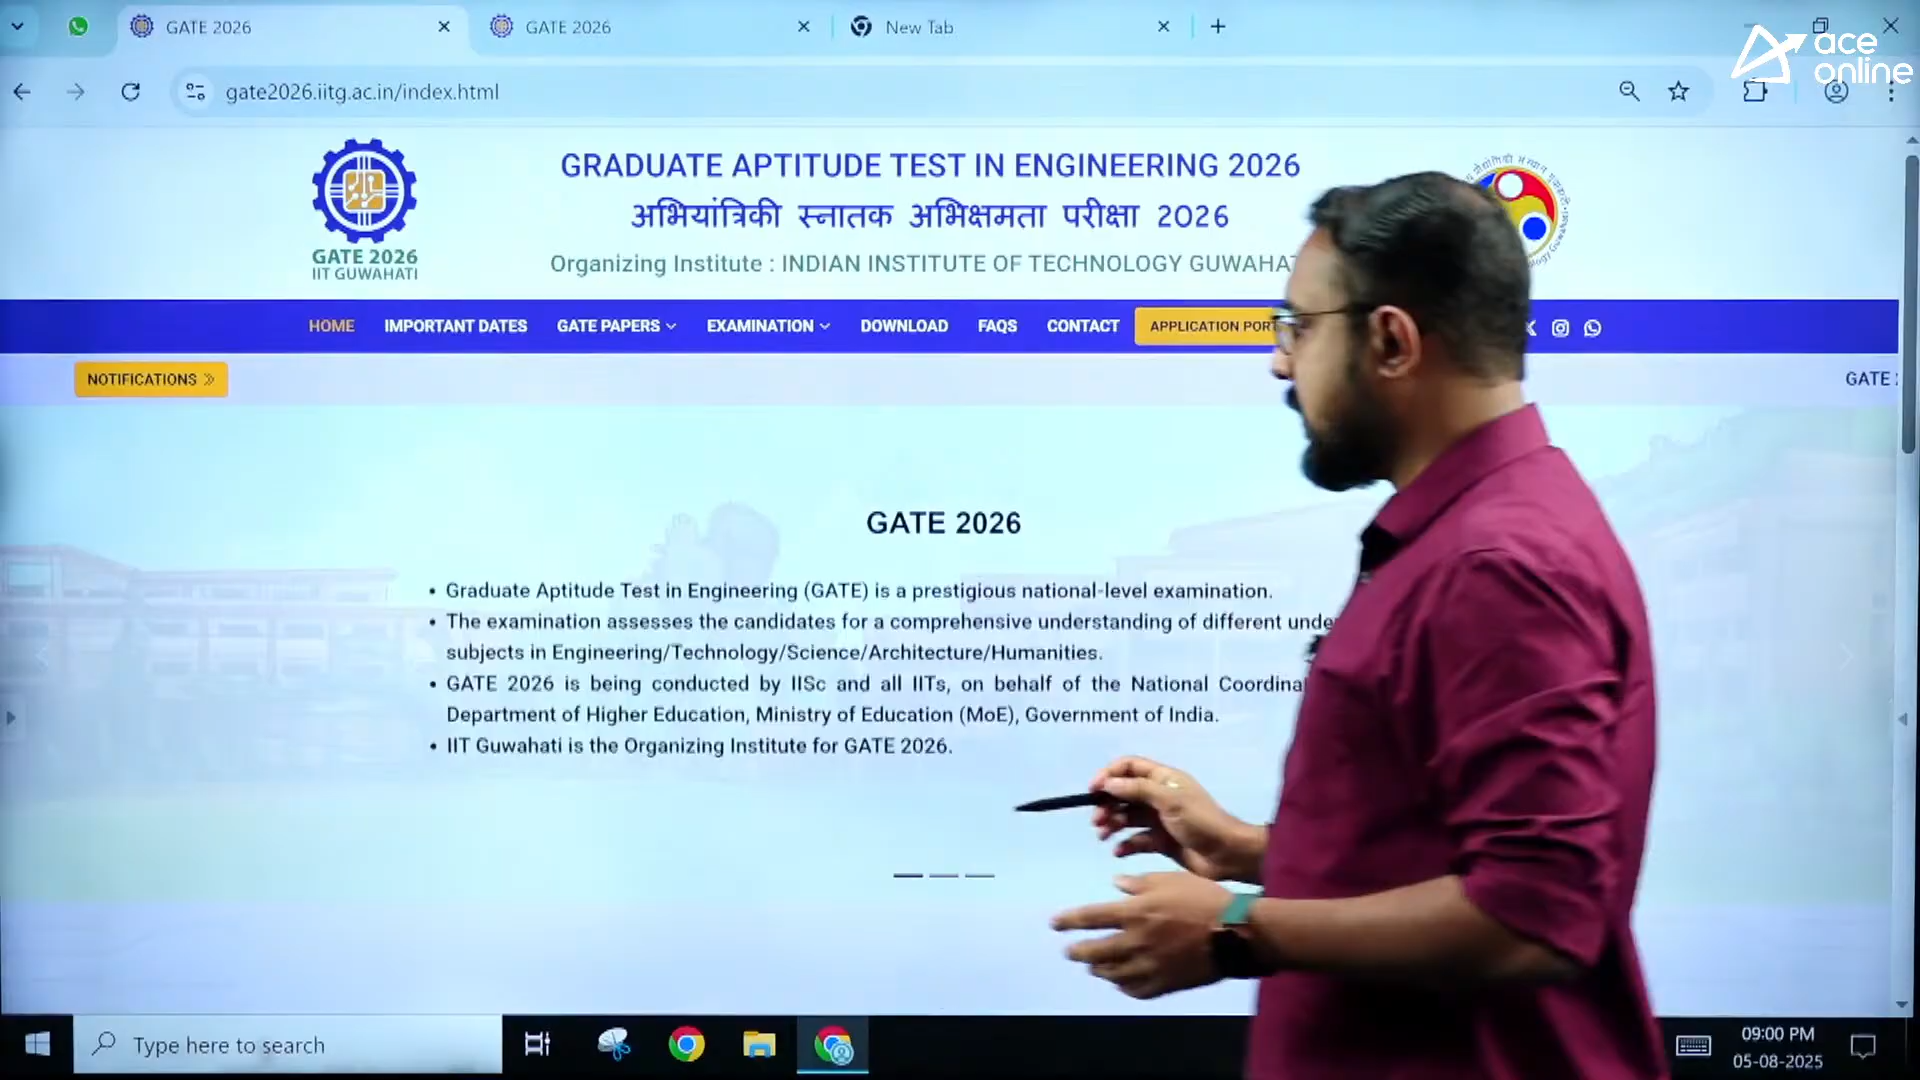 GATE 2026
GATE 2026
New Tab
ace
online
gate2026.iitg.ac.in/index.html
GATE 2026
IIT GUWAHATI
GRADUATE APTITUDE TEST IN ENGINEERING 2026
अभियांत्रिकी स्नातक अभिक्षमता परीक्षा 2026
Organizing Institute : INDIAN INSTITUTE OF TECHNOLOGY GUWAHAT
HOME IMPORTANT DATES GATE PAPERS EXAMINATION DOWNLOAD FAQS CONTACT APPLICATION PORT
NOTIFICATIONS
GATE
GATE 2026
• Graduate Aptitude Test in Engineering (GATE) is a prestigious national-level examination.
• The examination assesses the candidates for a comprehensive understanding of different unde
subjects in Engineering/Technology/Science/Architecture/Humanities.
• GATE 2026 is being conducted by IISc and all IITs, on behalf of the National Coordina
Department of Higher Education, Ministry of Education (MoE), Government of India.
• IIT Guwahati is the Organizing Institute for GATE 2026.
Type here to search
09:00 PM
05-08-2025